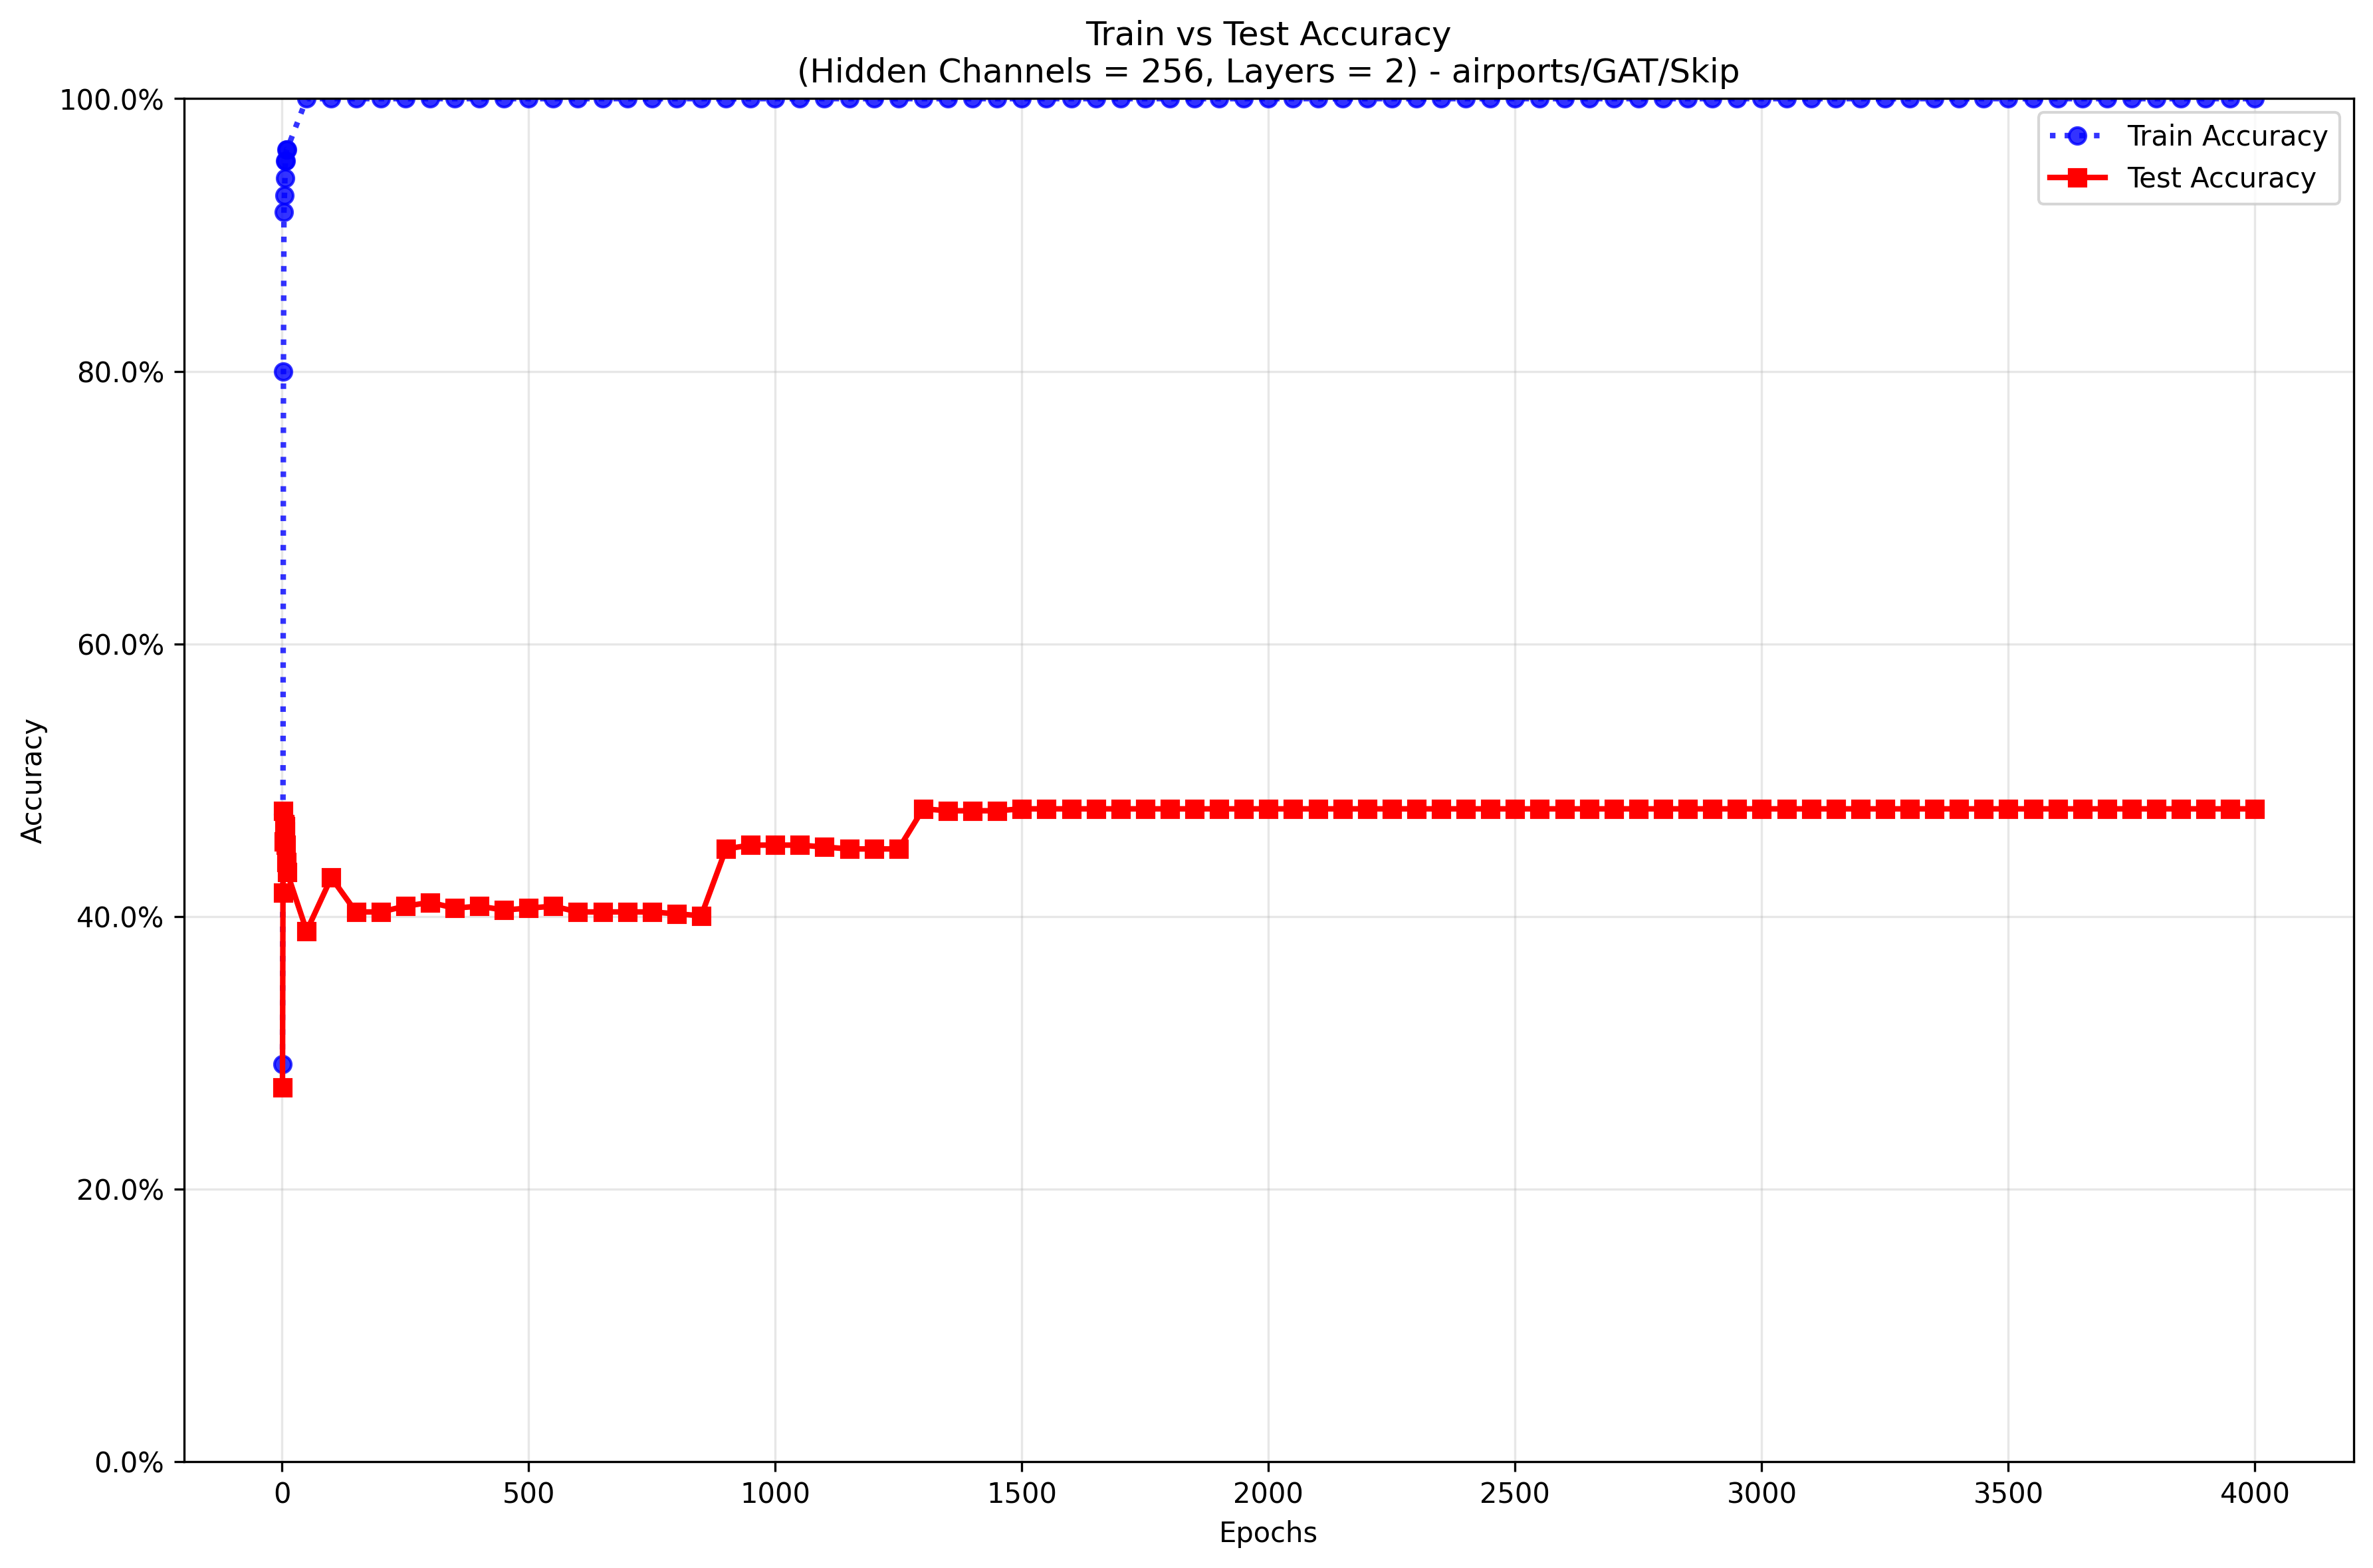 Train vs Test Accuracy
(Hidden Channels = 256, Layers = 2) - airports/GAT/Skip
100.0%
80.0%
60.0%
40.0%
20.0%
0.0%
Accuracy
Train Accuracy
Test Accuracy
0 500 1000 1500 2000 2500 3000 3500 4000
Epochs